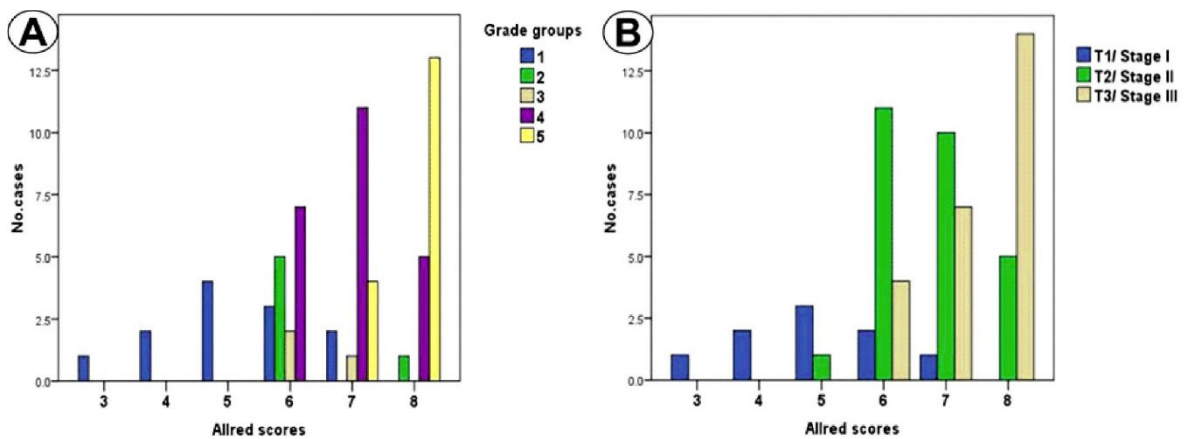 A
Grade groups
1
2
3
4
5
No.cases
12.5
10.0
7.5
5.0
2.5
0.0
3 4 5 6 7 8
Allred scores
B
T1/ Stage I
T2/ Stage II
T3/ Stage III
No.cases
12.5
10.0
7.5
5.0
2.5
0.0
3 4 5 6 7 8
Allred scores